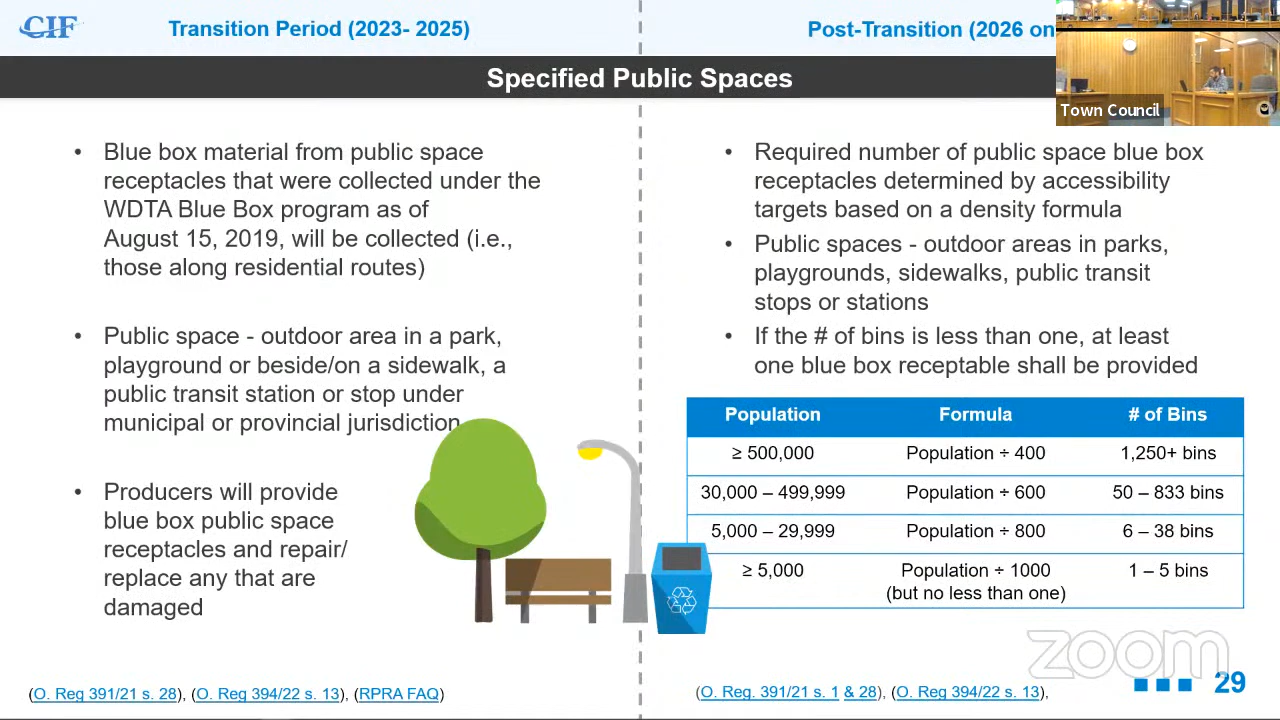 CIF
Transition Period (2023- 2025)
Post-Transition (2026 on
Specified Public Spaces
Town Council
• Blue box material from public space
receptacles that were collected under the
WDTA Blue Box program as of
August 15, 2019, will be collected (i.e.,
those along residential routes)
• Public space - outdoor area in a park,
playground or beside/on a sidewalk, a
public transit station or stop under
municipal or provincial jurisdiction
• Producers will provide
blue box public space
receptacles and repair/
replace any that are
damaged
(O. Reg 391/21 s. 28), (O. Reg 394/22 s. 13), (RPRA FAQ)
• Required number of public space blue box
receptacles determined by accessibility
targets based on a density formula
• Public spaces - outdoor areas in parks,
playgrounds, sidewalks, public transit
stops or stations
• If the # of bins is less than one, at least
one blue box receptable shall be provided
Population Formula # of Bins
≥ 500,000 Population ÷ 400 1,250+ bins
30,000 – 499,999 Population ÷ 600 50 – 833 bins
5,000 – 29,999 Population ÷ 800 6 – 38 bins
≥ 5,000 Population ÷ 1000 1 – 5 bins
(but no less than one)
(O. Reg. 391/21 s. 1 & 28), (O. Reg 394/22 s. 13),
zoom
29